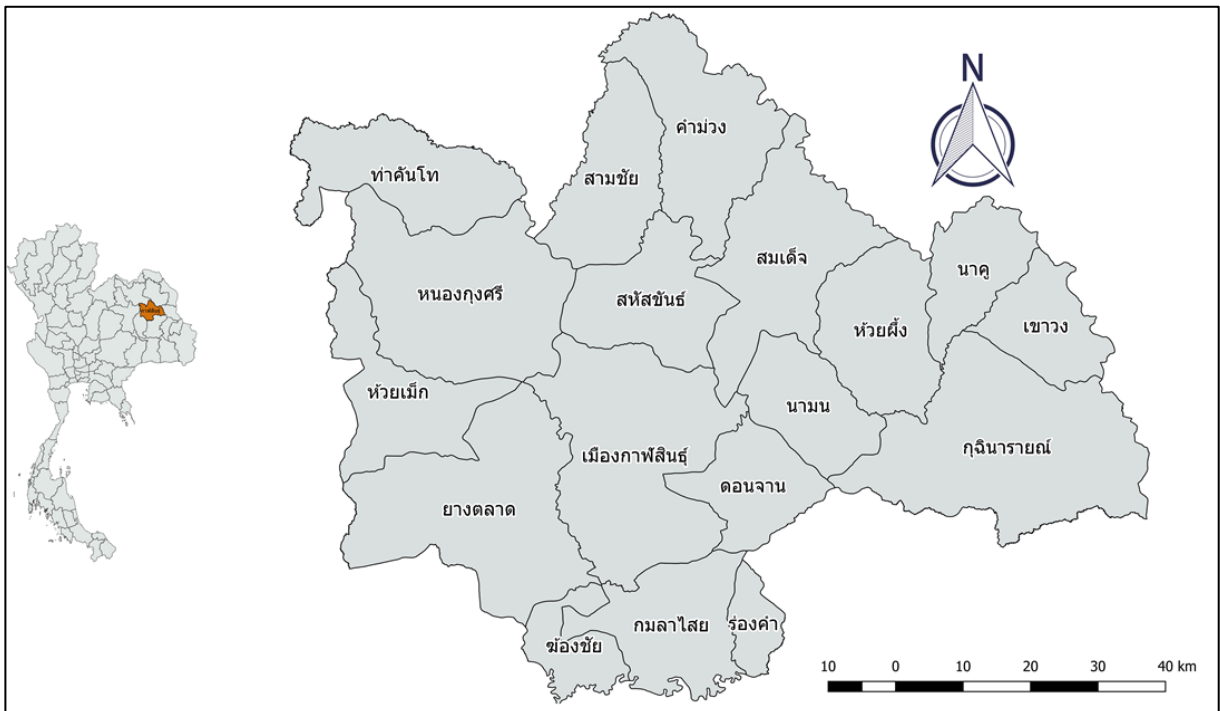 N
คำม่วง
ท่าคันโท
สามชัย
สมเด็จ
นาคู
หนองกุงศรี
สหัสขันธ์
ห้วยผึ้ง
เขาวง
ห้วยเม็ก
นามน
กุฉินารายณ์
เมืองกาฬสินธุ์
ดอนจาน
ยางตลาด
กมลาไสย
ร่องคำ
ฆ้องชัย
10 0 10 20 30 40 km